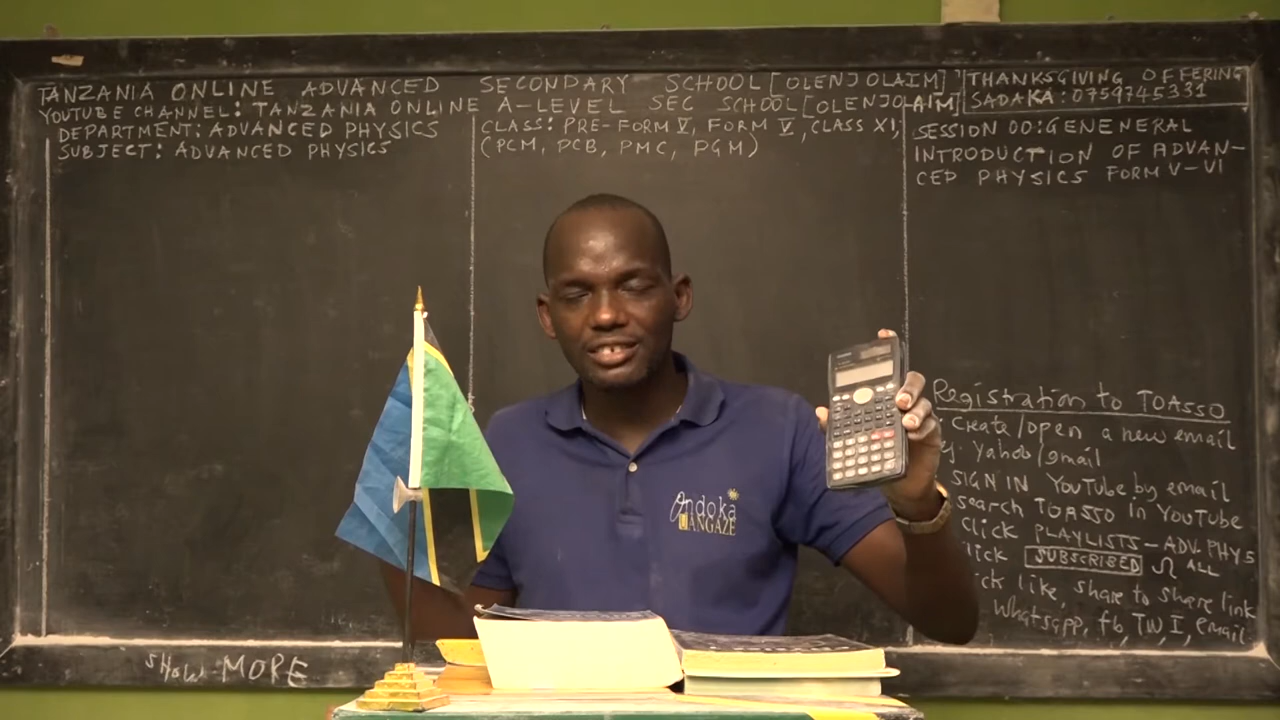 TANZANIA ONLINE ADVANCED SECONDARY SCHOOL [OLENJOLAIM]
YOUTUBE CHANNEL: TANZANIA ONLINE A-LEVEL SEC SCHOOL [OLENJOLAIM]
DEPARTMENT: ADVANCED PHYSICS
SUBJECT: ADVANCED PHYSICS
CLASS: PRE-FORM V, FORM V, CLASS XI,
(PCM, PCB, PMC, PGM)
THANKSGIVING OFFERING
SADAKA: 0759745331
SESSION 00: GENENERAL
INTRODUCTION OF ADVAN-
CED PHYSICS FORM V-VI
Registration to TOASSO
Create/open a new email
eg. Yahoo/gmail
SIGN IN YOUTUBE by email
search TOASSO in YOUTUBE
click PLAYLISTS - ADV. PHYS
lick SUBSCRIBED ALL
ck like, share to share link
Whatsapp, fb, TW, I, email
Ondoka
UANGAZE
Show MORE